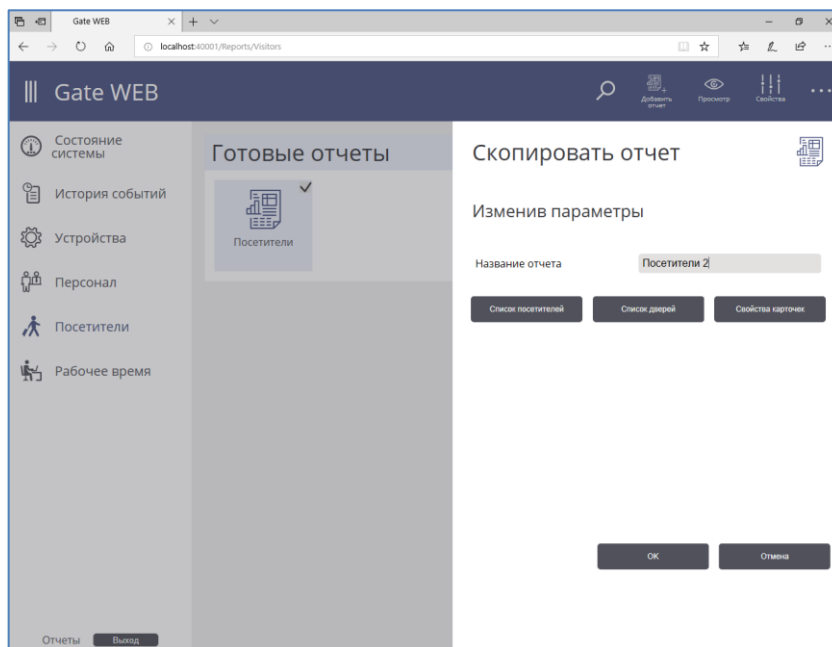 Gate WEB
localhost:40001/Reports/Visitors
Gate WEB
Добавить
отчет
Просмотр
Свойства
Состояние
системы
История событий
Устройства
Персонал
Посетители
Рабочее время
Отчеты
Выход
Готовые отчеты
Посетители
Скопировать отчет
Изменив параметры
Название отчета
Посетители 2
Список посетителей
Список дверей
Свойства карточек
ОК
Отмена